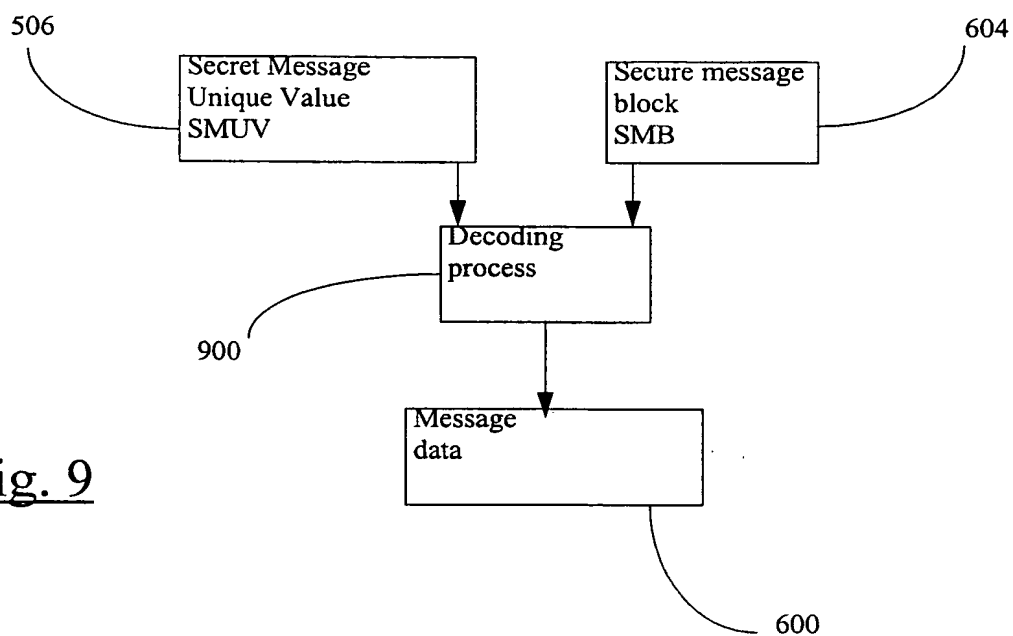 506
604
Secret Message
Unique Value
SMUV
Secure message
block
SMB
Decoding
process
900
Message
data
ig. 9
600